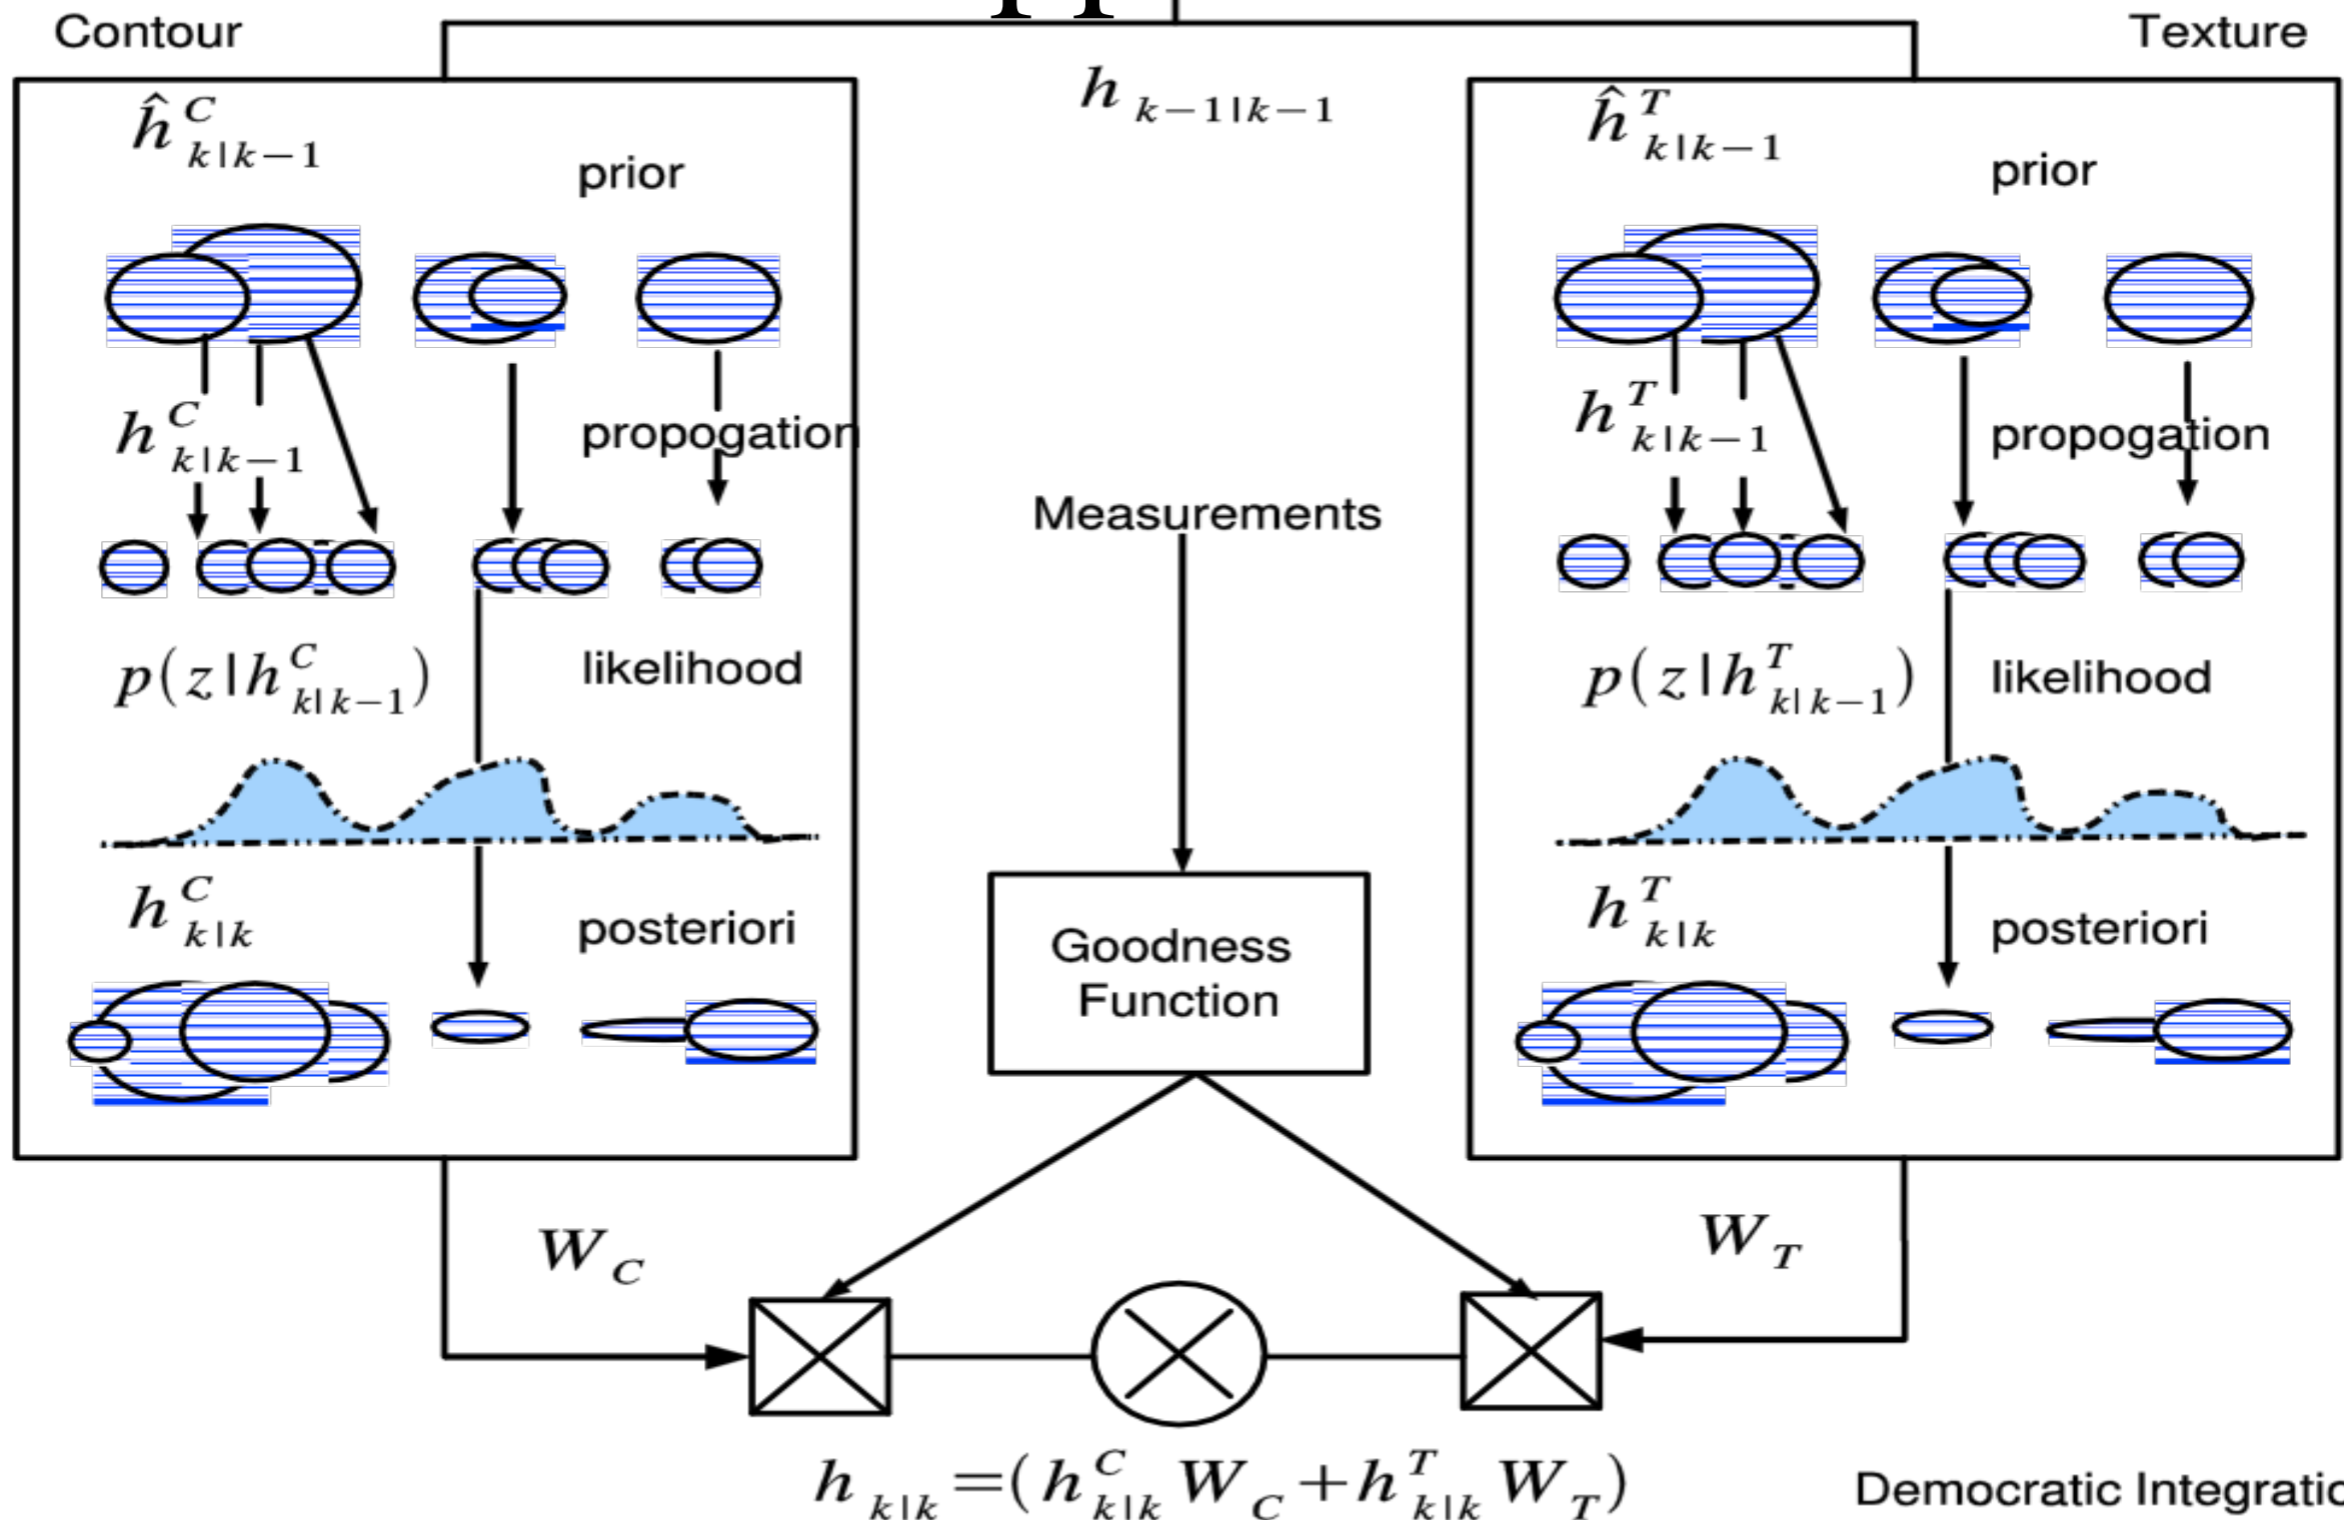 Contour
Texture
h k−1|k−1
ĥ^C k|k−1
prior
h^C k|k−1
propogation
p(z|h^C k|k−1)
likelihood
h^C k|k
posteriori
ĥ^T k|k−1
prior
h^T k|k−1
propogation
p(z|h^T k|k−1)
likelihood
h^T k|k
posteriori
Measurements
Goodness
Function
W C
W T
h k|k =(h^C k|k W C + h^T k|k W T)
Democratic